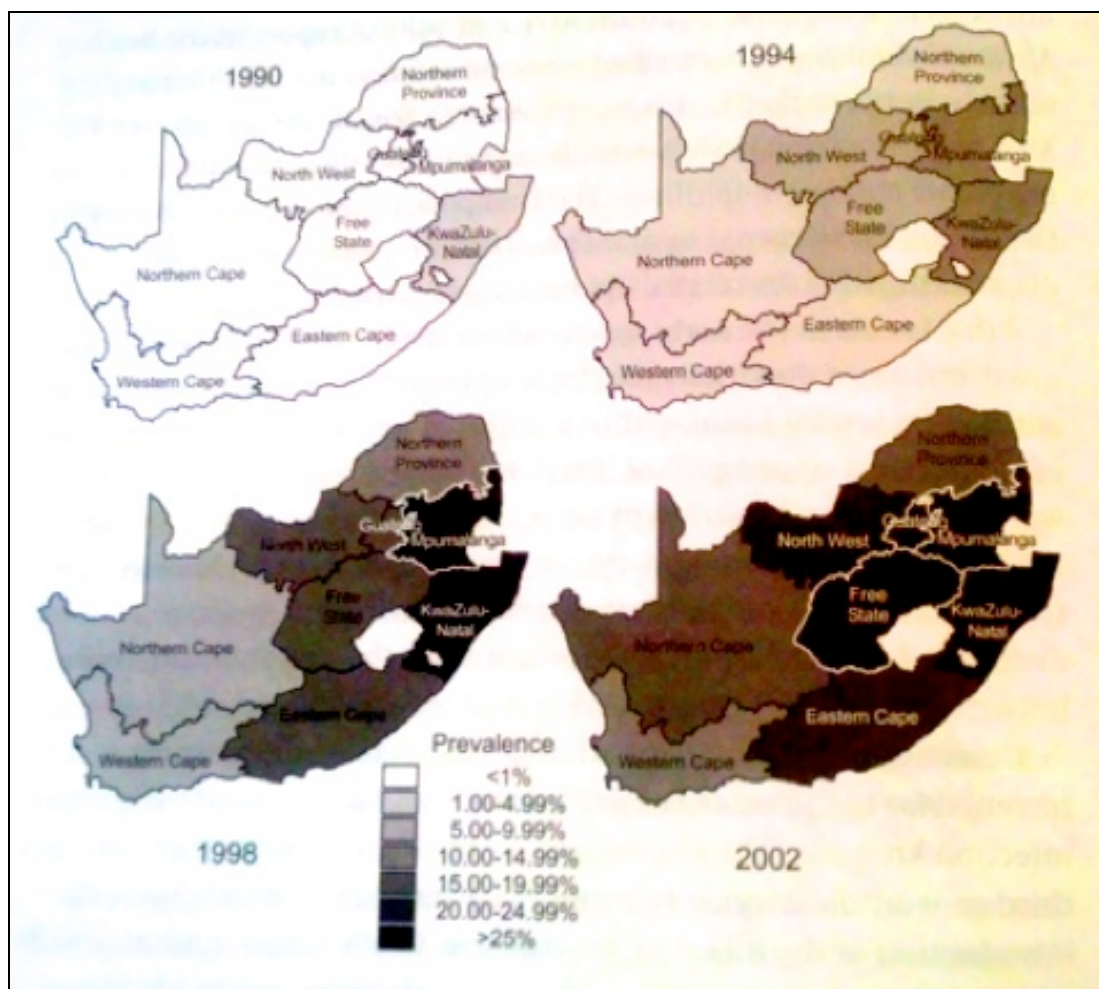 1990
Northern
Province
Gauteng
Mpumalanga
North West
Free
State
KwaZulu-
Natal
Northern Cape
Eastern Cape
Western Cape
1994
Northern
Province
Gauteng
Mpumalanga
North West
Free
State
KwaZulu-
Natal
Northern Cape
Eastern Cape
Western Cape
Northern
Province
Gauteng
Mpumalanga
North West
Free
State
KwaZulu-
Natal
Northern Cape
Eastern Cape
Western Cape
1998
Northern
Province
Gauteng
Mpumalanga
North West
Free
State
KwaZulu-
Natal
Northern Cape
Eastern Cape
Western Cape
2002
Prevalence
<1%
1.00-4.99%
5.00-9.99%
10.00-14.99%
15.00-19.99%
20.00-24.99%
>25%